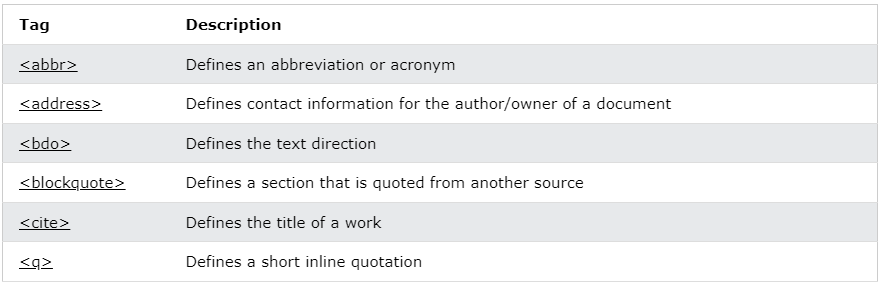 Tag Description
<abbr> Defines an abbreviation or acronym
<address> Defines contact information for the author/owner of a document
<bdo> Defines the text direction
<blockquote> Defines a section that is quoted from another source
<cite> Defines the title of a work
<q> Defines a short inline quotation